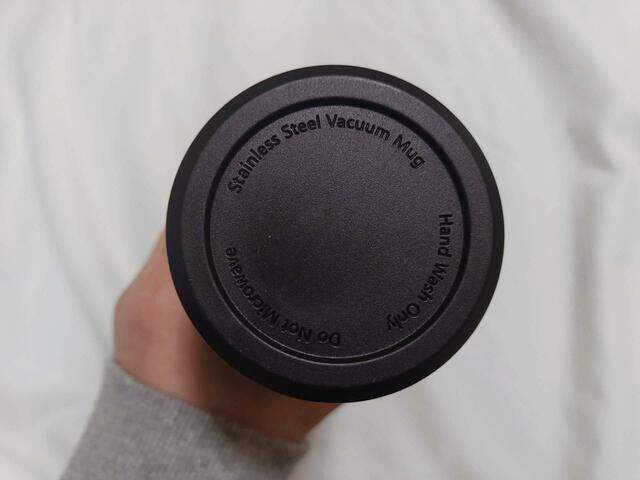 Stainless Steel Vacuum Mug
Hand Wash Only
Do Not Microwave